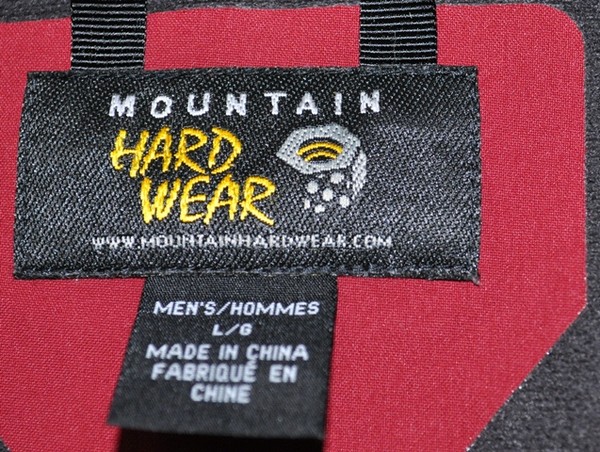 MOUNTAIN
HARD
WEAR
www.MOUNTAINHARDWEAR.COM
MEN'S/HOMMES
L/G
MADE IN CHINA
FABRIQUÉ EN
CHINE